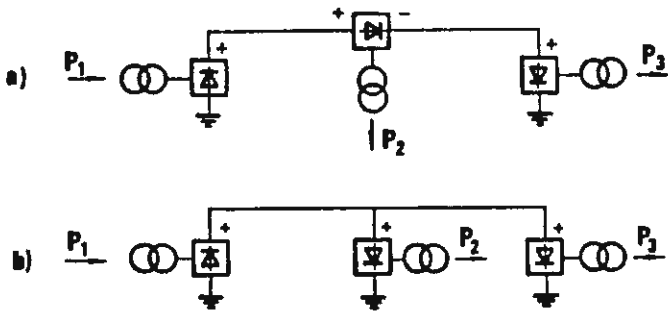 + –
a) P1 + + P3
P2
b) P1 + P2 + P3